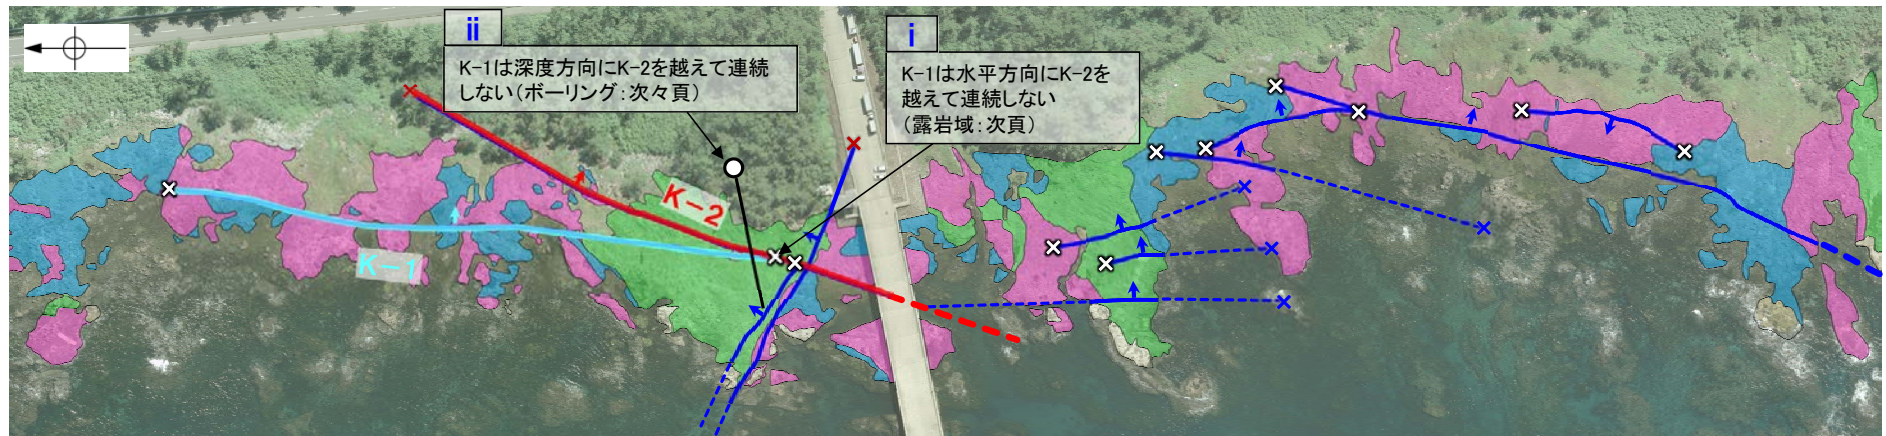 ii
K-1は深度方向にK-2を越えて連続
しない(ボーリング:次々頁)
i
K-1は水平方向にK-2を
越えて連続しない
(露岩域:次頁)
K-2
K-1